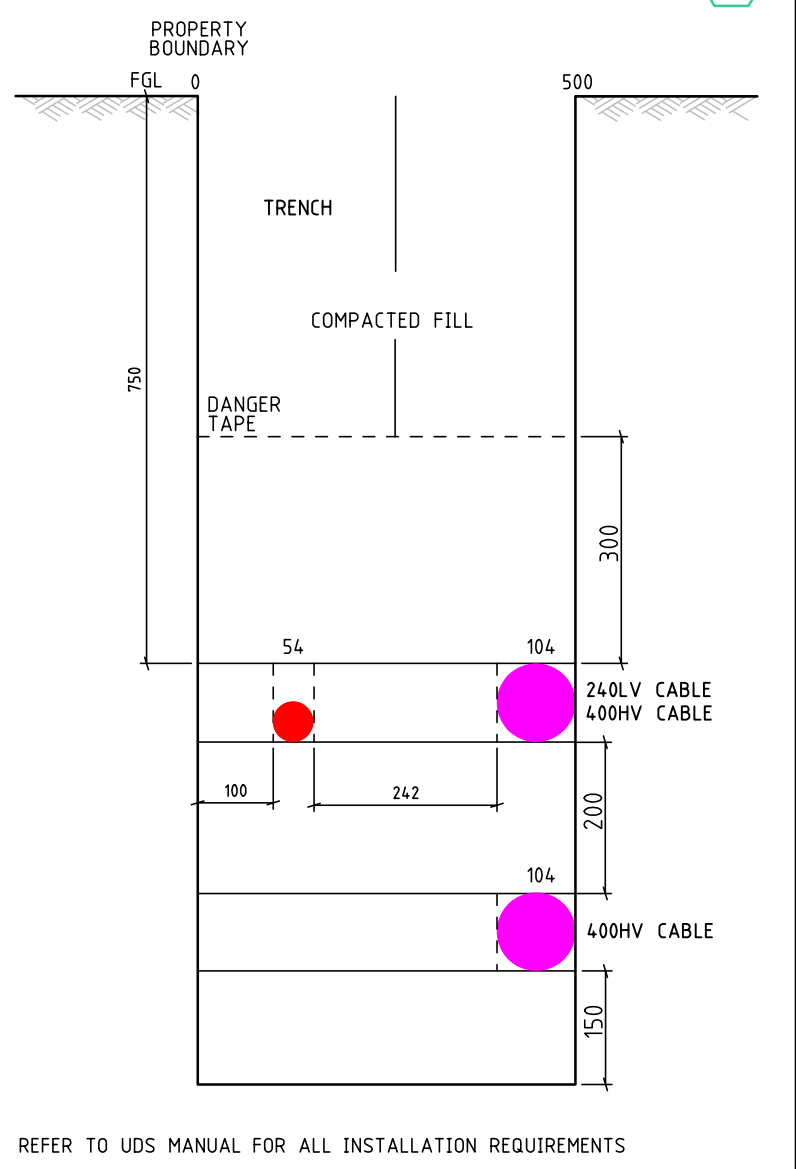 PROPERTY
BOUNDARY
FGL 0 500
TRENCH
COMPACTED FILL
750
DANGER
TAPE
300
54 104
240LV CABLE
400HV CABLE
100 242
200
104
400HV CABLE
150
REFER TO UDS MANUAL FOR ALL INSTALLATION REQUIREMENTS